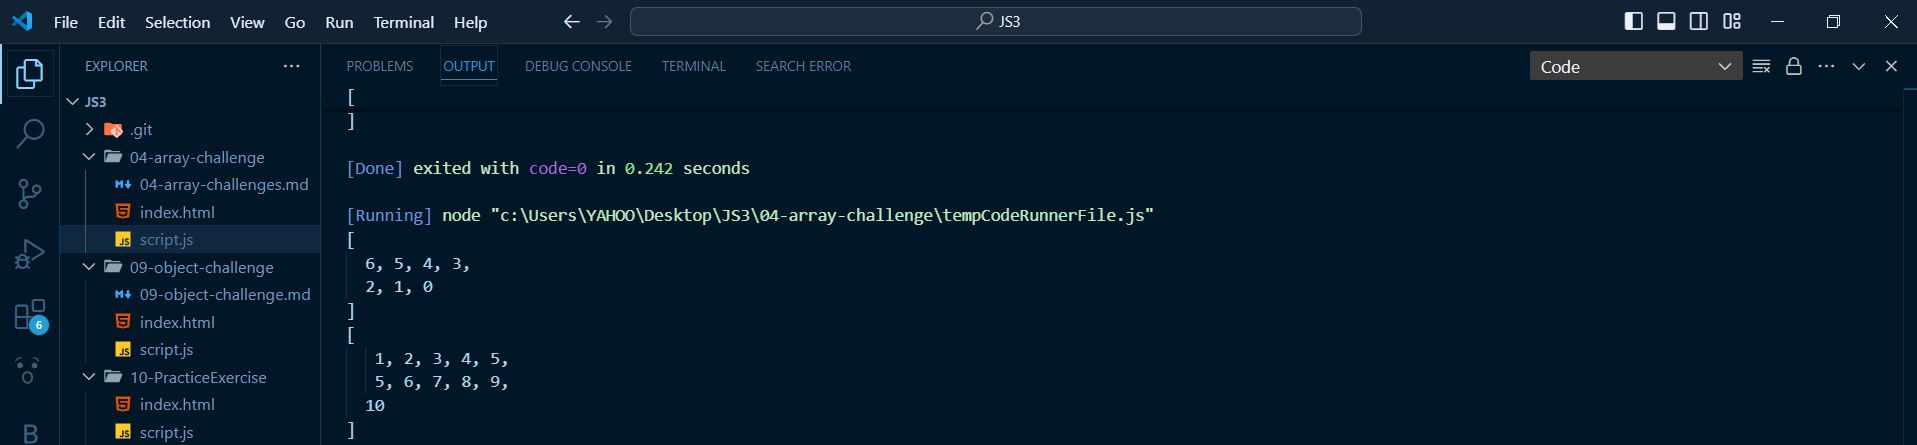 File Edit Selection View Go Run Terminal Help JS3
EXPLORER
JS3
.git
04-array-challenge
04-array-challenges.md
index.html
script.js
09-object-challenge
09-object-challenge.md
index.html
script.js
10-PracticeExercise
index.html
script.js
6
B
PROBLEMS OUTPUT DEBUG CONSOLE TERMINAL SEARCH ERROR Code
[
]
[Done] exited with code=0 in 0.242 seconds
[Running] node "c:\Users\YAHOO\Desktop\JS3\04-array-challenge\tempCodeRunnerFile.js"
[
6, 5, 4, 3,
2, 1, 0
]
[
1, 2, 3, 4, 5,
5, 6, 7, 8, 9,
10
]